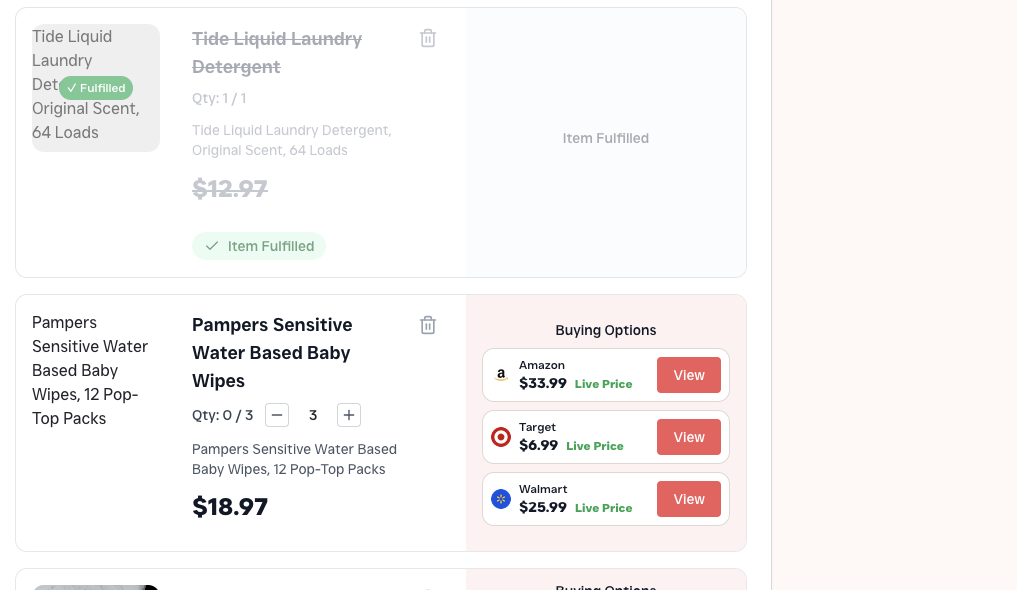 Tide Liquid
Laundry
Det
Original Scent,
64 Loads
✓ Fulfilled
Tide Liquid Laundry
Detergent
Qty: 1 / 1
Tide Liquid Laundry Detergent,
Original Scent, 64 Loads
$12.97
Item Fulfilled
Item Fulfilled
Pampers
Sensitive Water
Based Baby
Wipes, 12 Pop-
Top Packs
Pampers Sensitive
Water Based Baby
Wipes
Qty: 0 / 3 − 3 +
Pampers Sensitive Water Based
Baby Wipes, 12 Pop-Top Packs
$18.97
Buying Options
Amazon
$33.99 Live Price
View
Target
$6.99 Live Price
View
Walmart
$25.99 Live Price
View
Buying Options